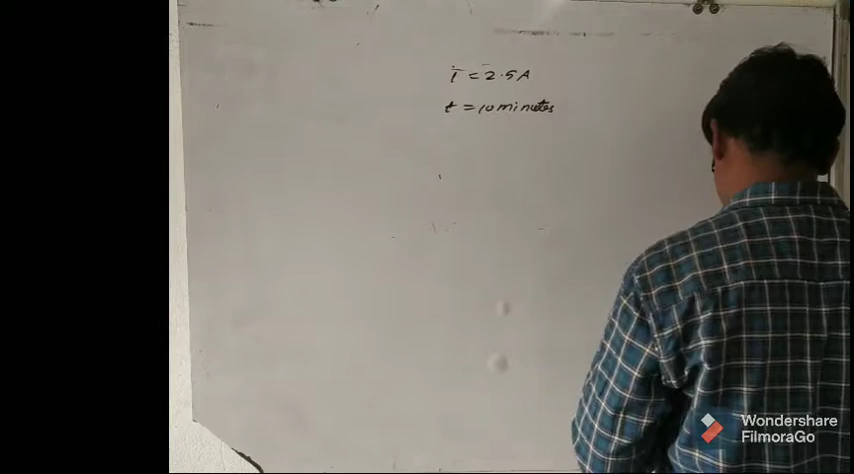 I = 2.5A
t = 10 minutes
Wondershare
FilmoraGo